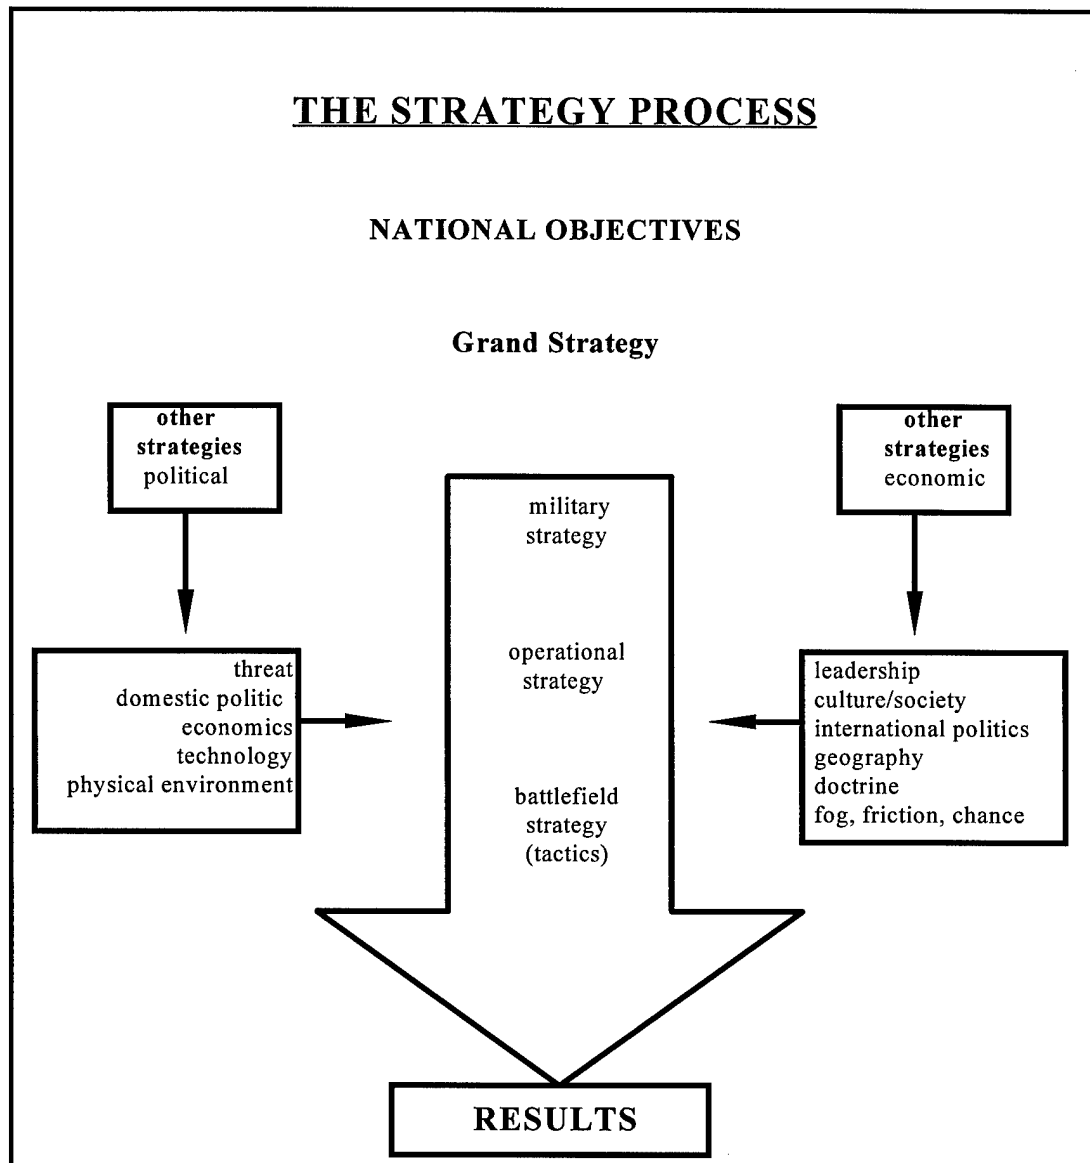 THE STRATEGY PROCESS
NATIONAL OBJECTIVES
Grand Strategy
other
strategies
political
other
strategies
economic
military
strategy
operational
strategy
battlefield
strategy
(tactics)
threat
domestic politic
economics
technology
physical environment
leadership
culture/society
international politics
geography
doctrine
fog, friction, chance
RESULTS